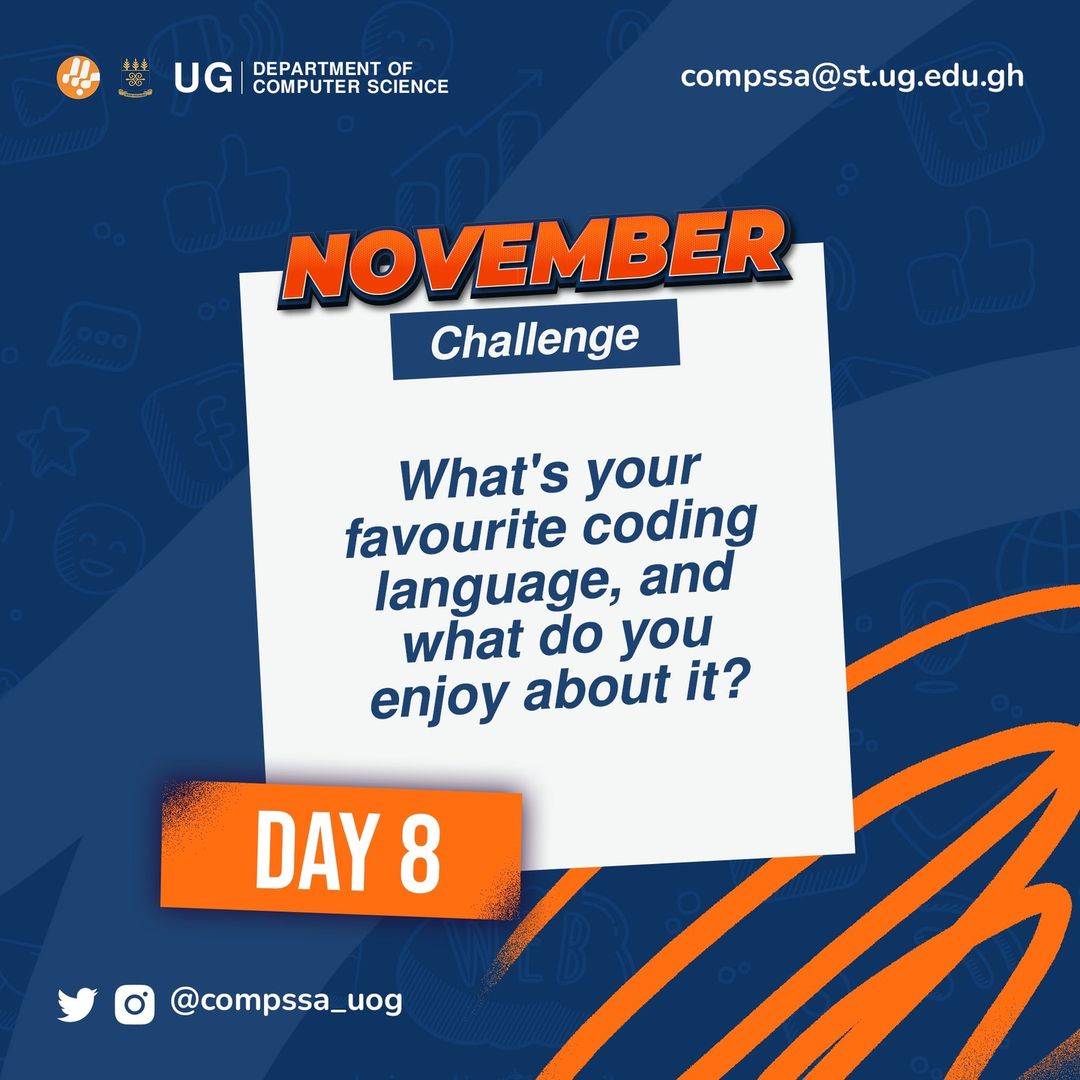 UG
DEPARTMENT OF
COMPUTER SCIENCE
compssa@st.ug.edu.gh
NOVEMBER
Challenge
What's your
favourite coding
language, and
what do you
enjoy about it?
DAY 8
WEB
@compssa_uog